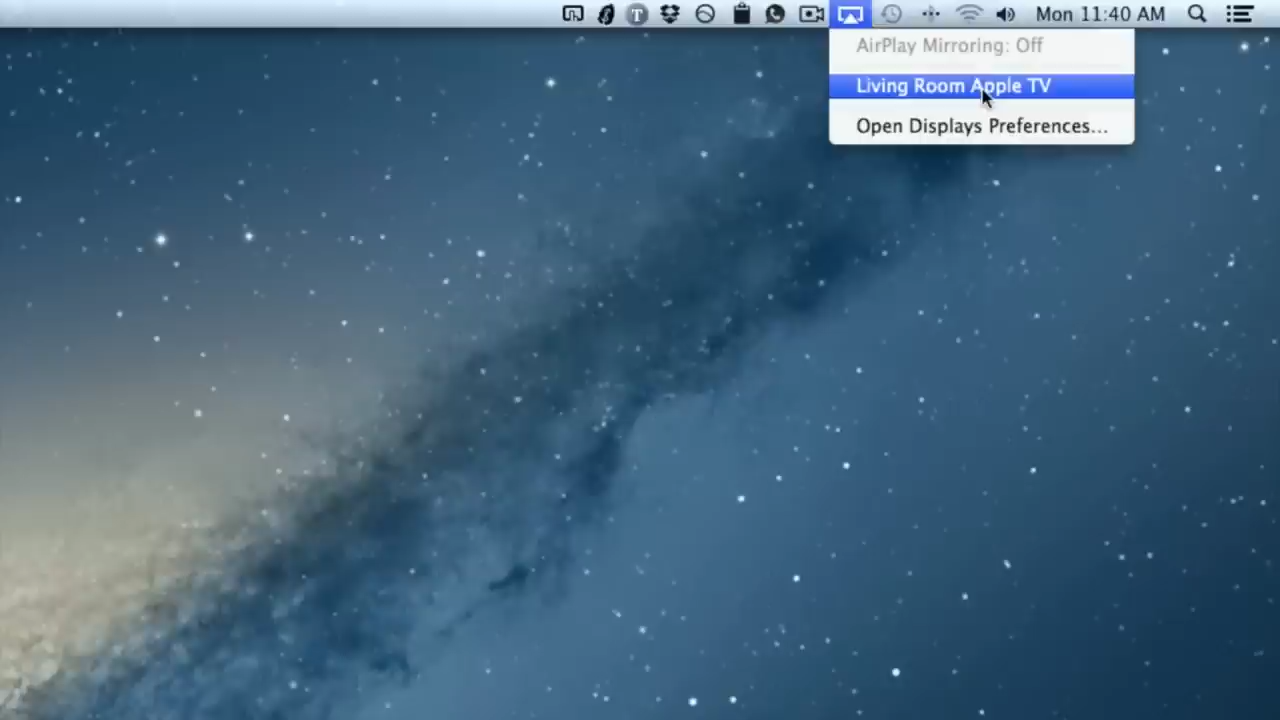 T
Mon 11:40 AM
AirPlay Mirroring: Off
Living Room Apple TV
Open Displays Preferences...